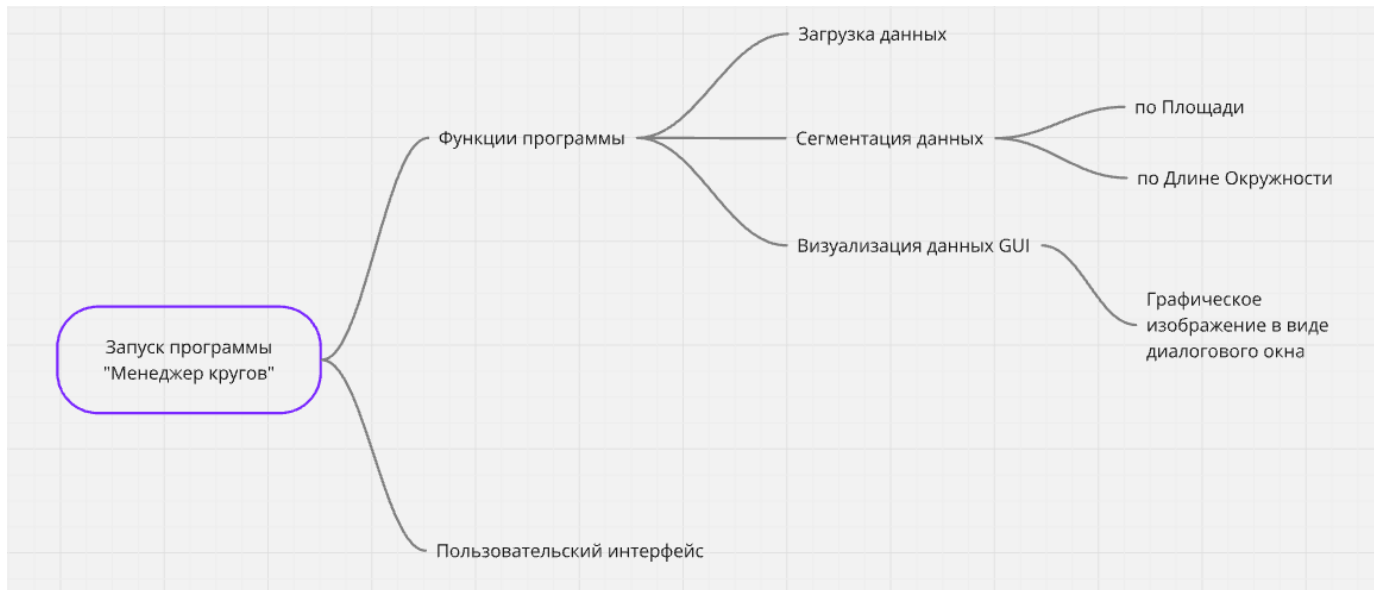 Загрузка данных
по Площади
Функции программы
Сегментация данных
по Длине Окружности
Визуализация данных GUI
Графическое
изображение в виде
диалогового окна
Запуск программы
"Менеджер кругов"
Пользовательский интерфейс